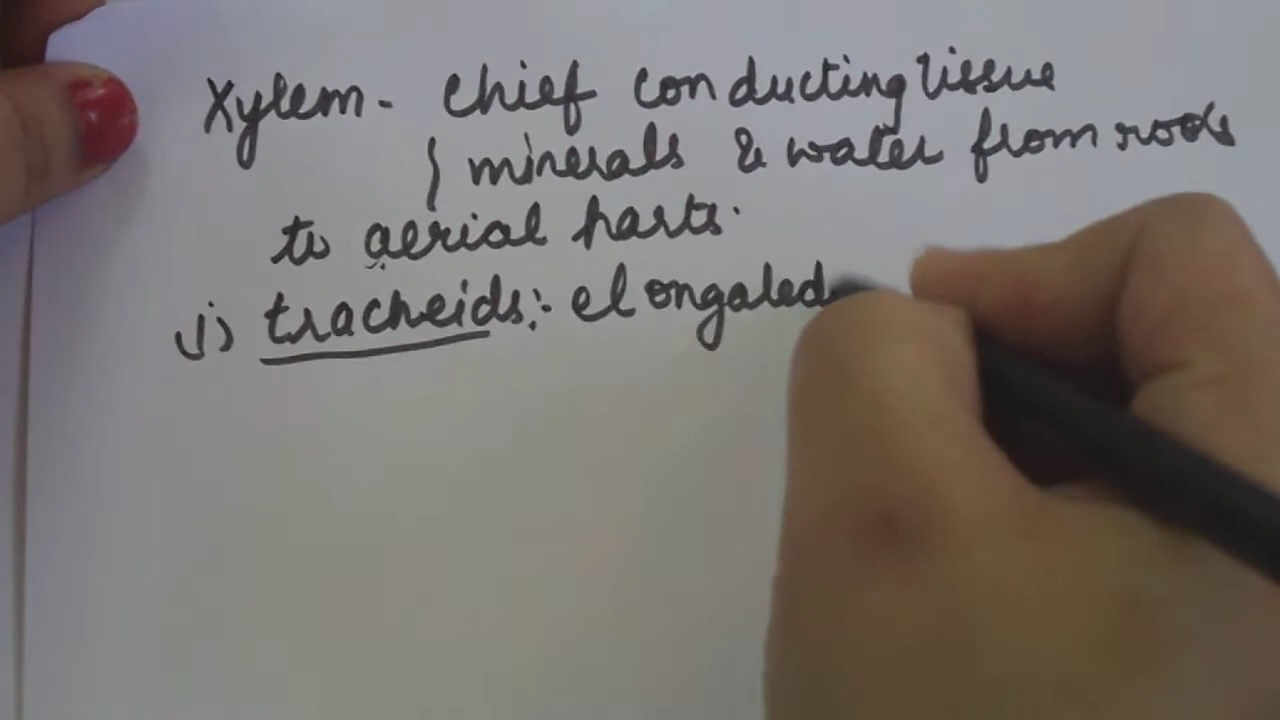 Xylem - Chief conducting tissue
{ minerals & water from roots
to aerial parts.
i) tracheids :- elongated